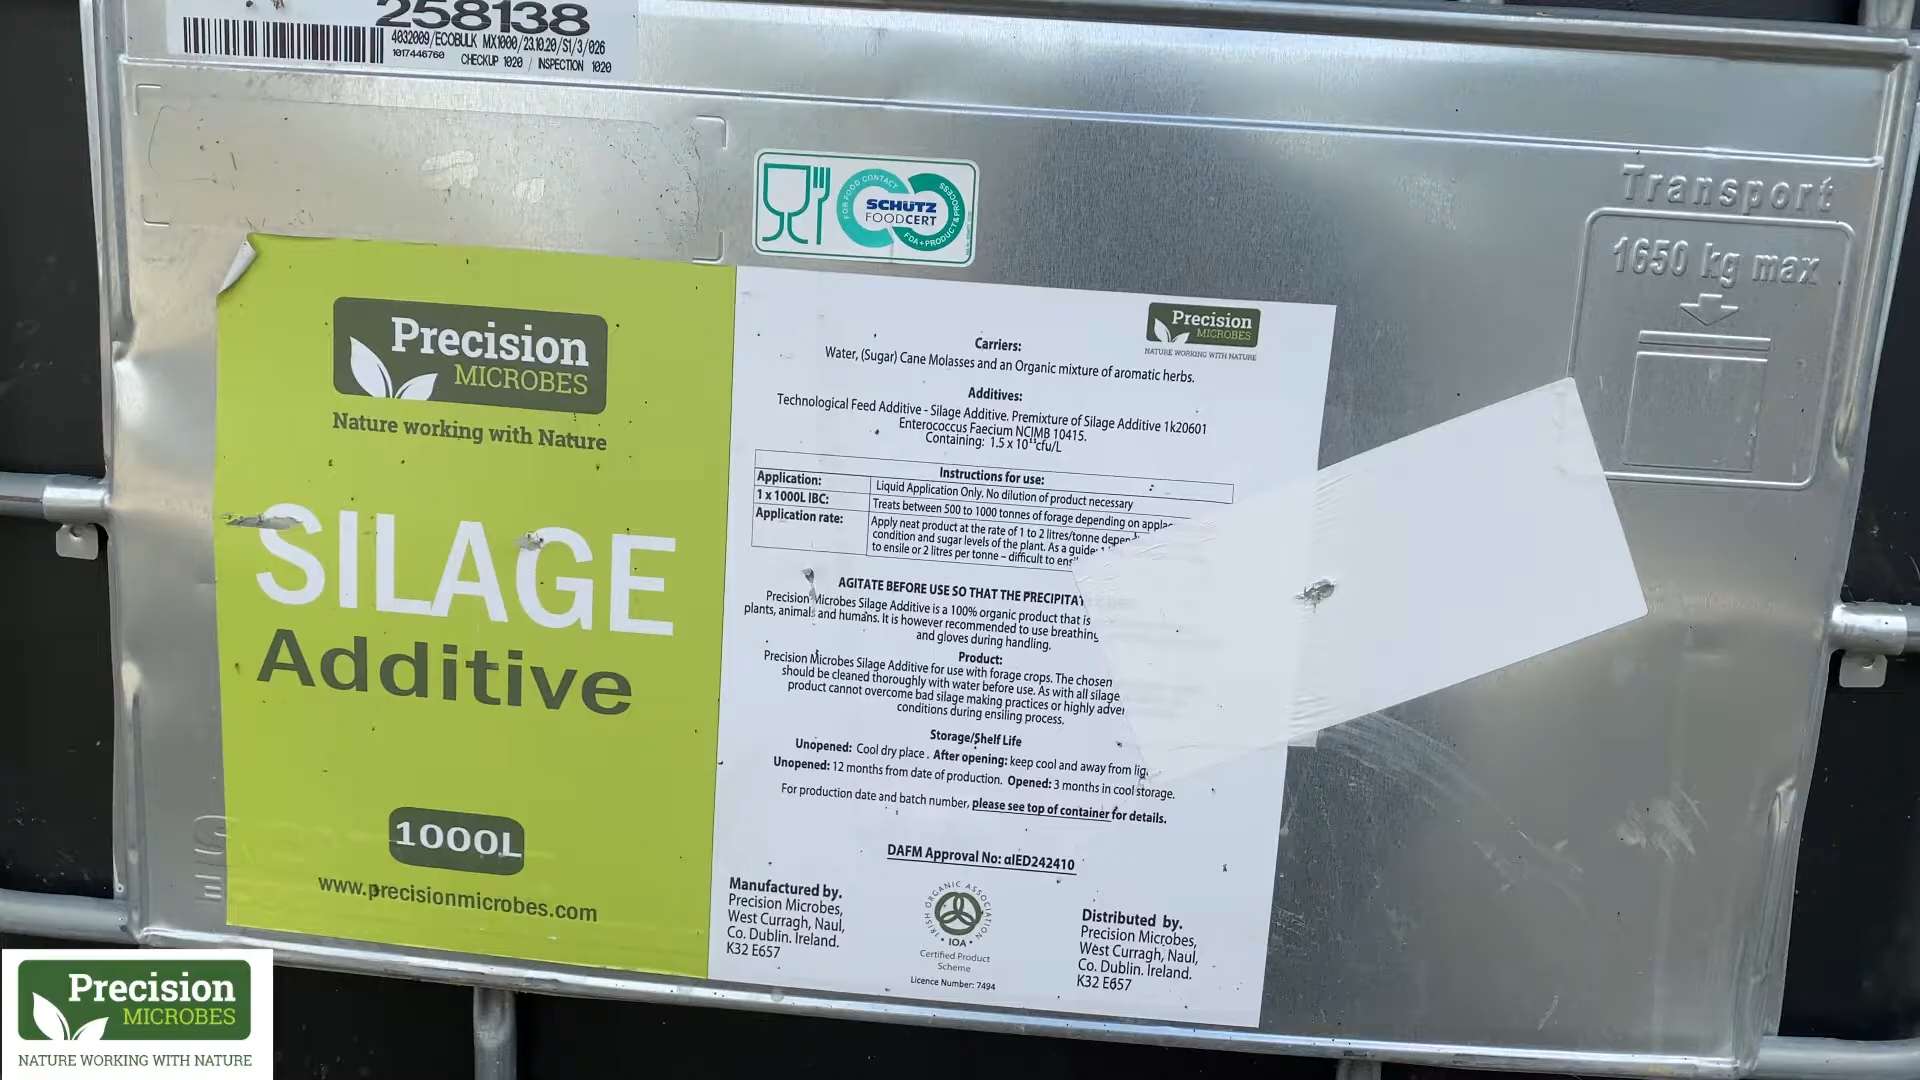 258138
4032009/ECOBULK MX1000/23.10.20/S1/3/026
1017446760 CHECKUP 1020 / INSPECTION 1020
FOR FOOD CONTACT
PROCESS
SCHÜTZ
FOODCERT
FDA+PRODUCT&PROCESS
Transport
1650 kg max
Precision
MICROBES
Nature working with Nature
SILAGE
Additive
1000L
www.precisionmicrobes.com
Precision
MICROBES
NATURE WORKING WITH NATURE
Carriers:
Water, (Sugar) Cane Molasses and an Organic mixture of aromatic herbs.
Additives:
Technological Feed Additive - Silage Additive. Premixture of Silage Additive 1k20601
Enterococcus Faecium NCIMB 10415.
Containing: 1.5 x 10¹¹cfu/L
Instructions for use:
Application: Liquid Application Only. No dilution of product necessary
1 x 1000L IBC: Treats between 500 to 1000 tonnes of forage depending on
Application rate: Apply neat product at the rate of 1 to 2 litres/tonne
condition and sugar levels of the plant. As a guide:
to ensile or 2 litres per tonne – difficult to
AGITATE BEFORE USE SO THAT THE
Precision Microbes Silage Additive is a 100% organic product that is
plants, animals and humans. It is however recommended to use
and gloves during handling.
Product:
Precision Microbes Silage Additive for use with forage crops. The chosen
should be cleaned thoroughly with water before use. As with all silage
product cannot overcome bad silage making practices or highly
conditions during ensiling process.
Storage/Shelf Life
Unopened: Cool dry place . After opening: keep cool and away from
Unopened: 12 months from date of production. Opened: 3 months in cool storage.
For production date and batch number, please see top of container for details.
DAFM Approval No: αIED242410
Manufactured by.
Precision Microbes,
West Curragh, Naul,
Co. Dublin. Ireland.
K32 E657
IRISH ORGANIC ASSOCIATION
• IOA •
Certified Product
Scheme
Licence Number: 7494
Distributed by.
Precision Microbes,
West Curragh, Naul,
Co. Dublin. Ireland.
K32 E657
Precision
MICROBES
NATURE WORKING WITH NATURE